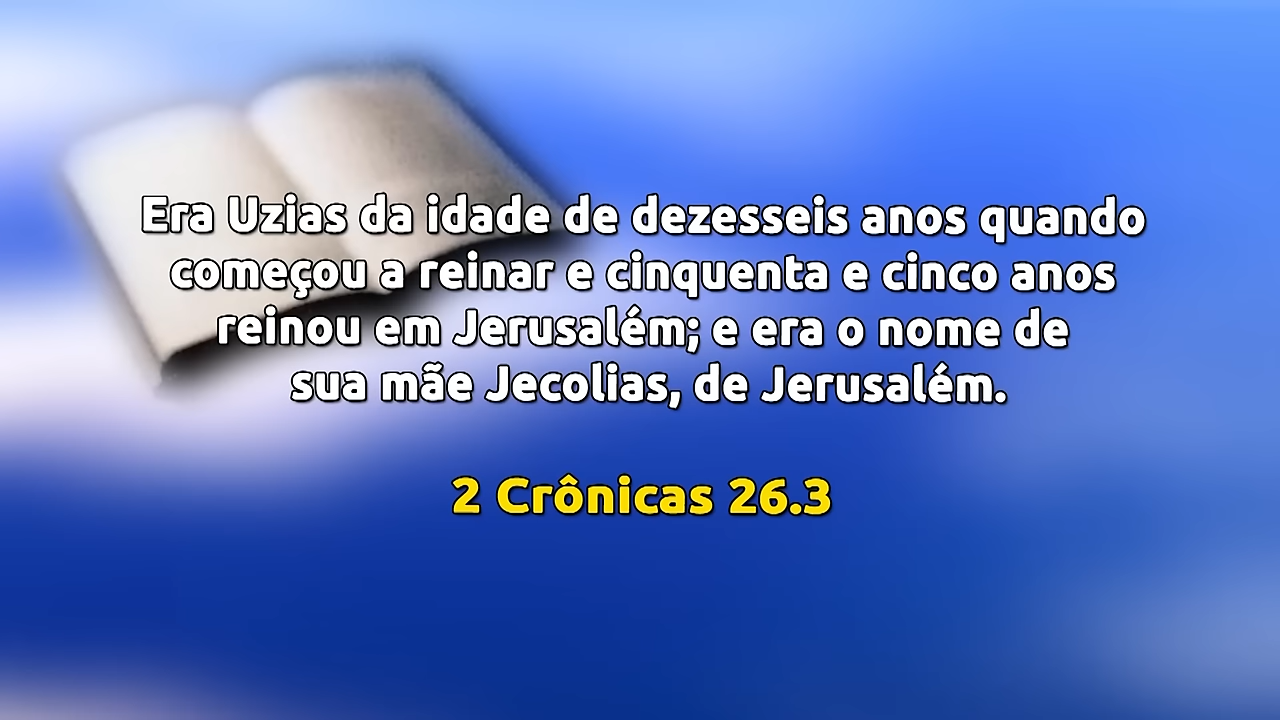 Era Uzias da idade de dezesseis anos quando
começou a reinar e cinquenta e cinco anos
reinou em Jerusalém; e era o nome de
sua mãe Jecolias, de Jerusalém.
2 Crônicas 26.3